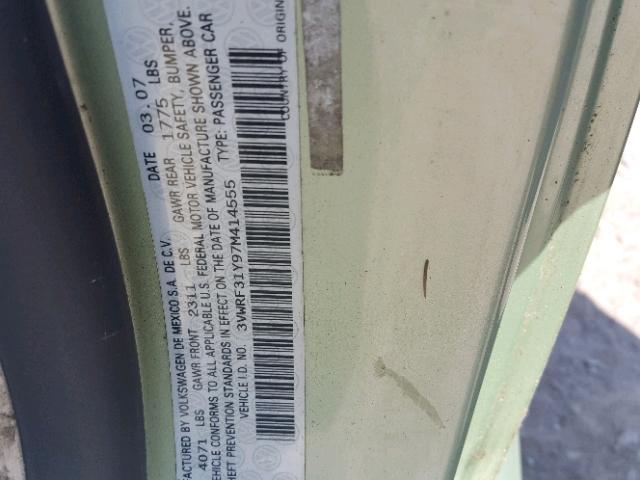 FACTURED BY VOLKSWAGEN DE MEXICO S.A. DE C.V. DATE 03.07
4071 LBS GAWR FRONT 2311 LBS GAWR REAR 1775 LBS
VEHICLE CONFORMS TO ALL APPLICABLE U.S. FEDERAL MOTOR VEHICLE SAFETY, BUMPER,
THEFT PREVENTION STANDARDS IN EFFECT ON THE DATE OF MANUFACTURE SHOWN ABOVE.
VEHICLE I.D. NO. 3VWRF31Y97M414555 TYPE: PASSENGER CAR
COUNTRY OF ORIGIN